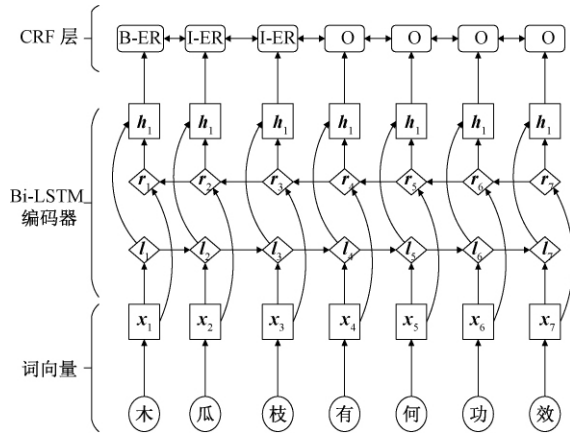 CRF 层
B-ER I-ER I-ER O O O O
h1 h1 h1 h1 h1 h1 h1
r1 r2 r3 r4 r5 r6 r7
Bi-LSTM
编码器
l1 l2 l3 l4 l5 l6 l7
x1 x2 x3 x4 x5 x6 x7
词向量
木 瓜 枝 有 何 功 效